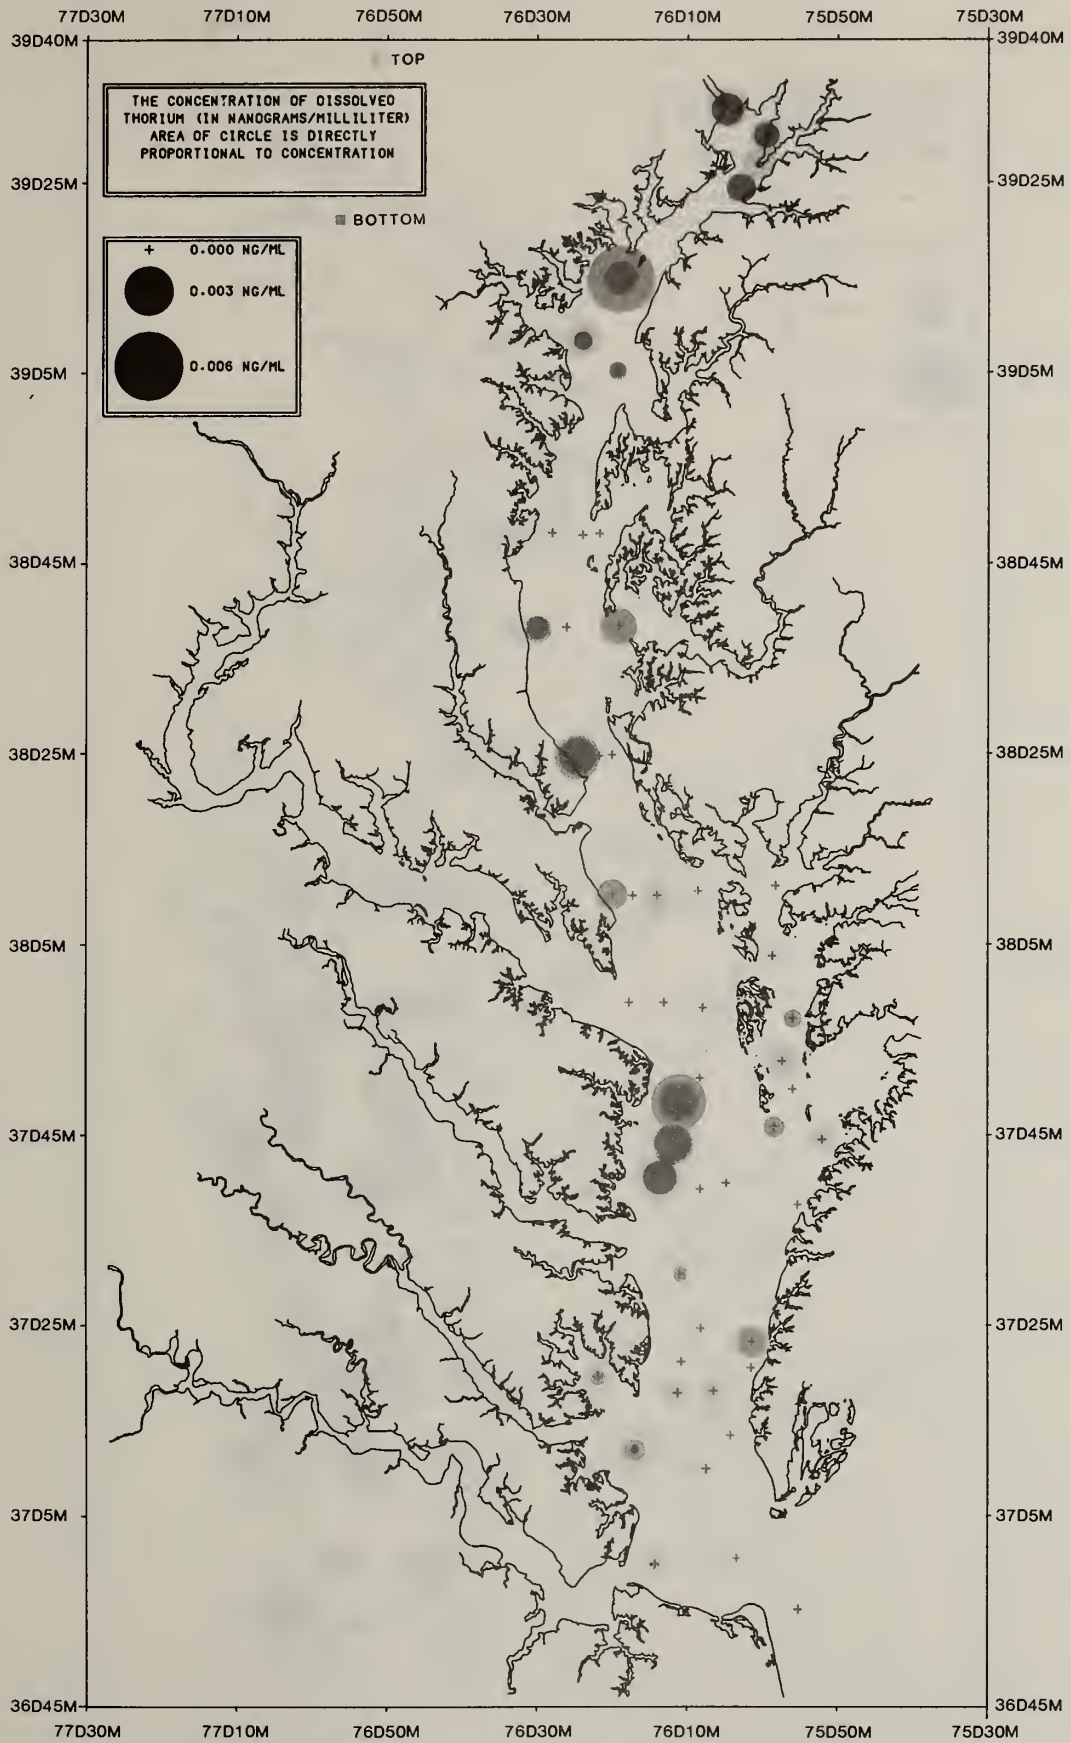 77D30M 77D10M 76D50M 76D30M 76D10M 75D50M 75D30M
39D40M 39D40M
TOP
THE CONCENTRATION OF DISSOLVED
THORIUM (IN NANOGRAMS/MILLILITER)
AREA OF CIRCLE IS DIRECTLY
PROPORTIONAL TO CONCENTRATION
39D25M 39D25M
BOTTOM
+ 0.000 NG/ML
0.003 NG/ML
0.006 NG/ML
39D5M 39D5M
38D45M 38D45M
38D25M 38D25M
38D5M 38D5M
37D45M 37D45M
37D25M 37D25M
37D5M 37D5M
36D45M 36D45M
77D30M 77D10M 76D50M 76D30M 76D10M 75D50M 75D30M